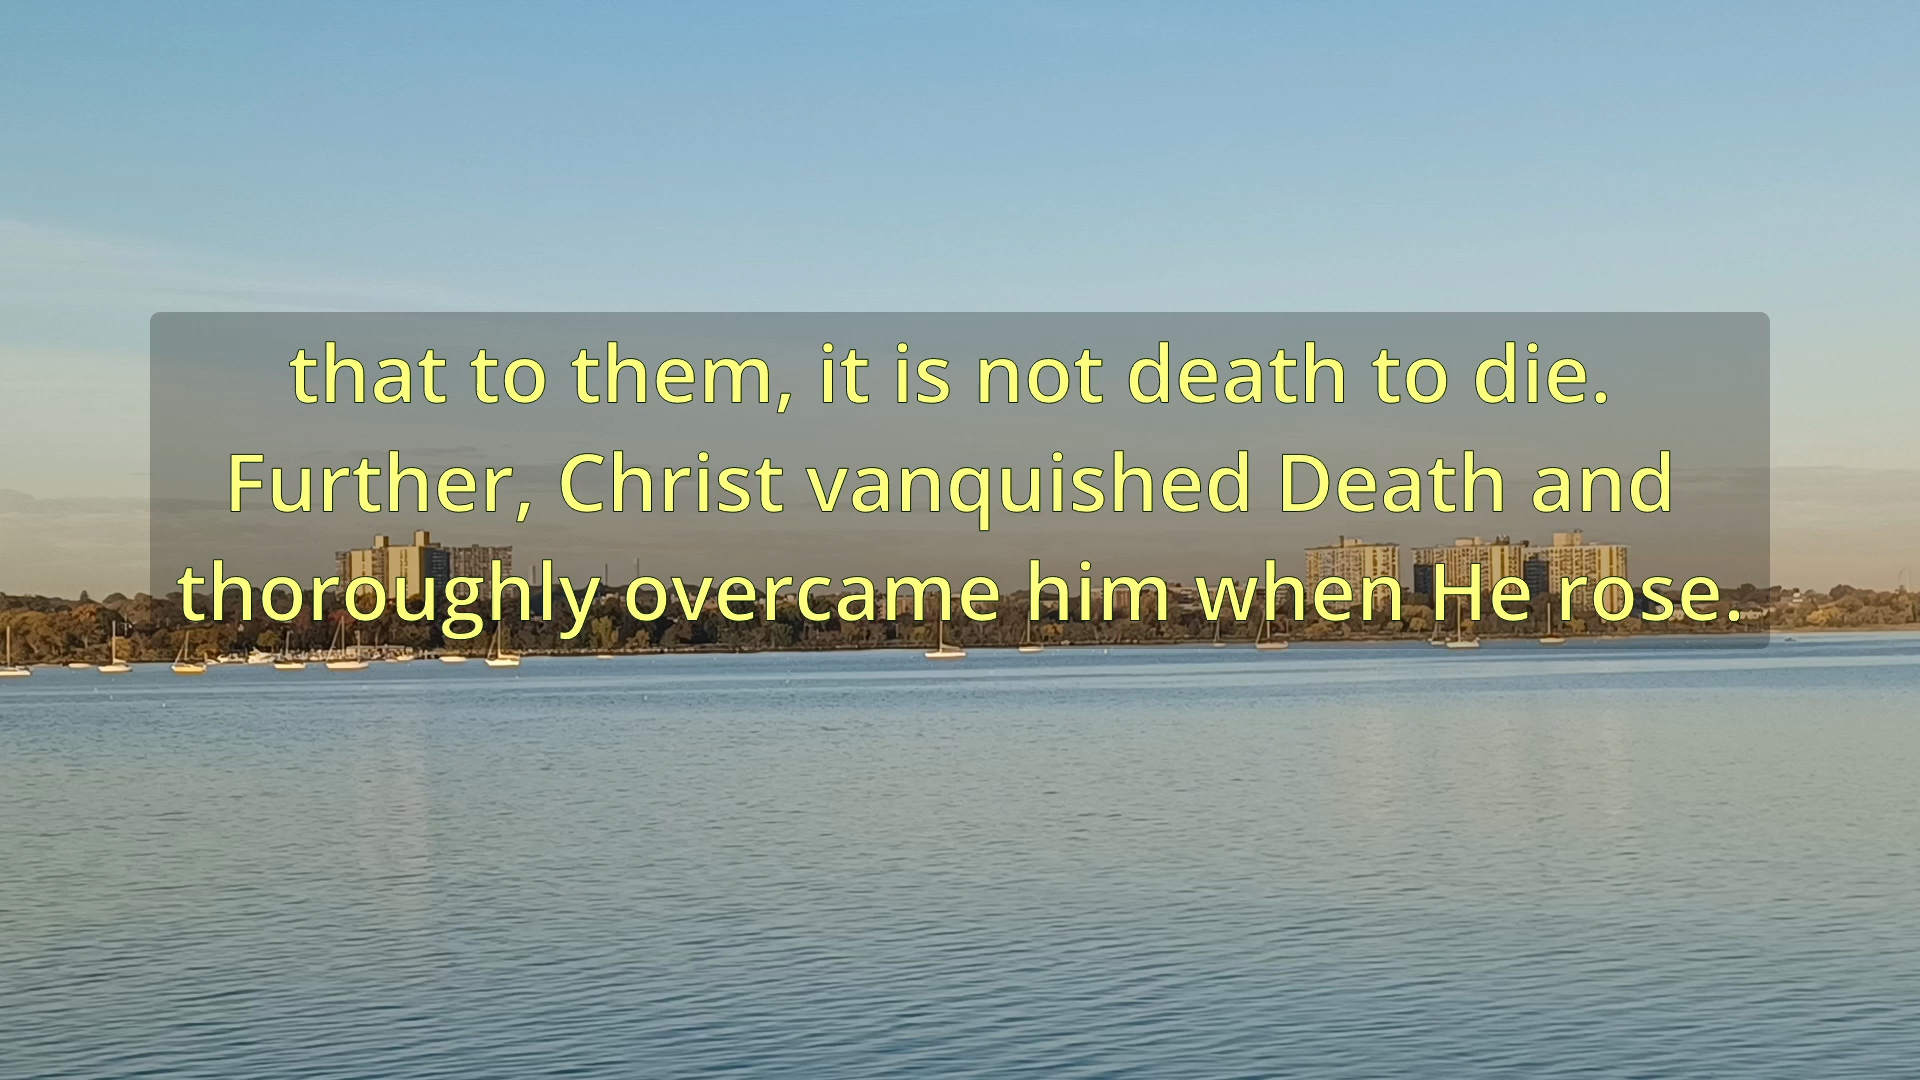 that to them, it is not death to die.
Further, Christ vanquished Death and
thoroughly overcame him when He rose.